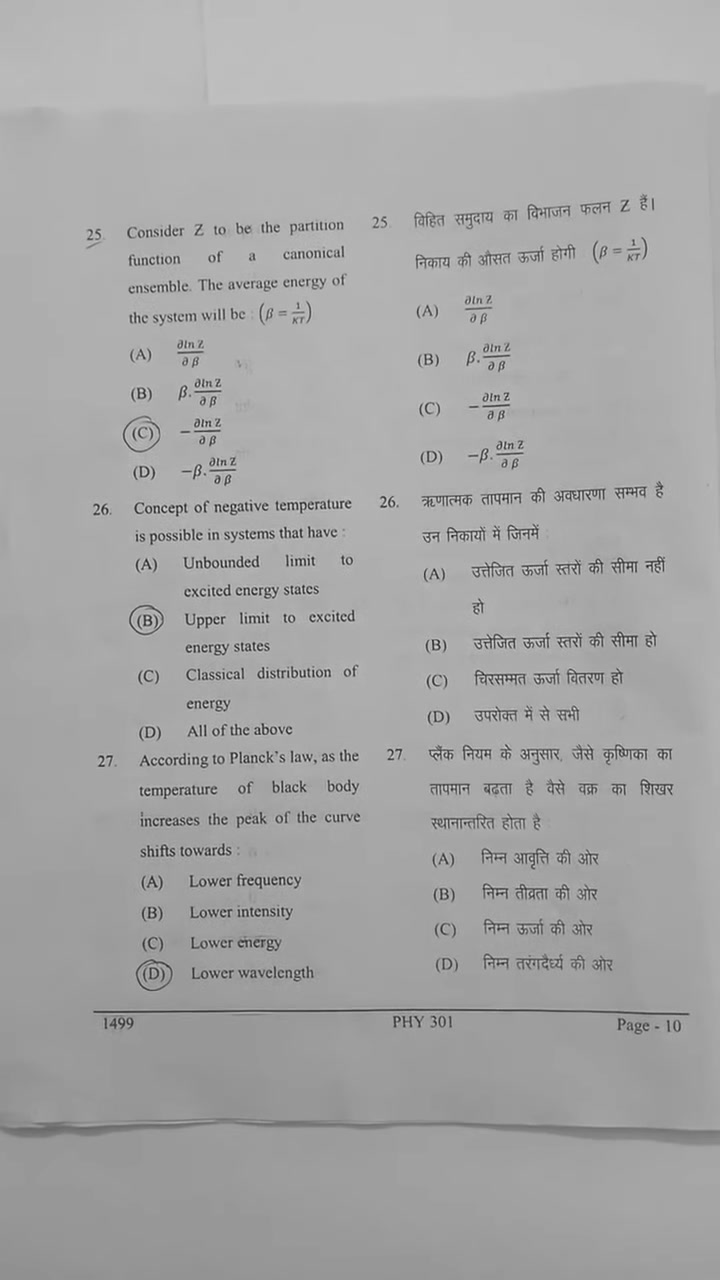 25. Consider Z to be the partition
function of a canonical
ensemble. The average energy of
the system will be : (β = 1/KT)
(A) ∂ln Z/∂ β
(B) β. ∂ln Z/∂ β
(C) − ∂ln Z/∂ β
(D) −β. ∂ln Z/∂ β
26. Concept of negative temperature
is possible in systems that have :
(A) Unbounded limit to
excited energy states
(B) Upper limit to excited
energy states
(C) Classical distribution of
energy
(D) All of the above
27. According to Planck's law, as the
temperature of black body
increases the peak of the curve
shifts towards :
(A) Lower frequency
(B) Lower intensity
(C) Lower energy
(D) Lower wavelength
25. विहित समुदाय का विभाजन फलन Z हैं।
निकाय की औसत ऊर्जा होगी (β = 1/KT)
(A) ∂ln Z/∂ β
(B) β. ∂ln Z/∂ β
(C) − ∂ln Z/∂ β
(D) −β. ∂ln Z/∂ β
26. ऋणात्मक तापमान की अवधारणा सम्भव है
उन निकायों में जिनमें :
(A) उत्तेजित ऊर्जा स्तरों की सीमा नहीं
हो
(B) उत्तेजित ऊर्जा स्तरों की सीमा हो
(C) चिरसम्मत ऊर्जा वितरण हो
(D) उपरोक्त में से सभी
27. प्लैंक नियम के अनुसार, जैसे कृष्णिका का
तापमान बढ़ता है वैसे वक्र का शिखर
स्थानान्तरित होता है :
(A) निम्न आवृत्ति की ओर
(B) निम्न तीव्रता की ओर
(C) निम्न ऊर्जा की ओर
(D) निम्न तरंगदैर्ध्य की ओर
1499 PHY 301 Page - 10